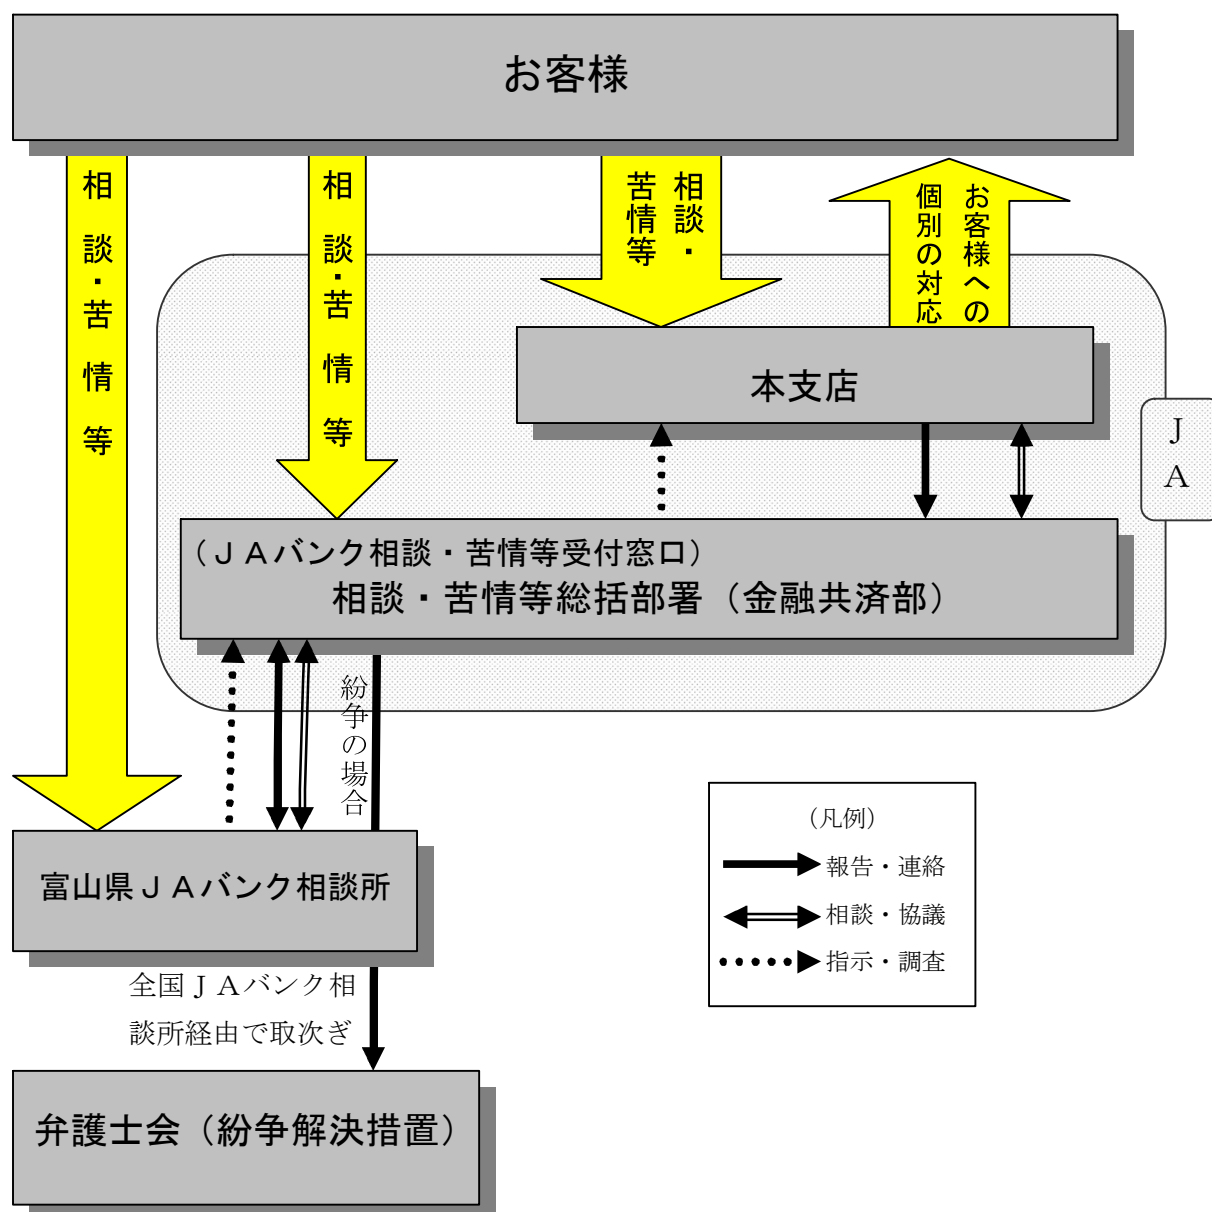 お客様
相談・苦情等
相談・苦情等
相談・
苦情等
お客様への
個別の対応
本支店
ＪＡ
（ＪＡバンク相談・苦情等受付窓口）
相談・苦情等総括部署（金融共済部）
紛争の場合
（凡例）
報告・連絡
相談・協議
指示・調査
富山県ＪＡバンク相談所
全国ＪＡバンク相
談所経由で取次ぎ
弁護士会（紛争解決措置）